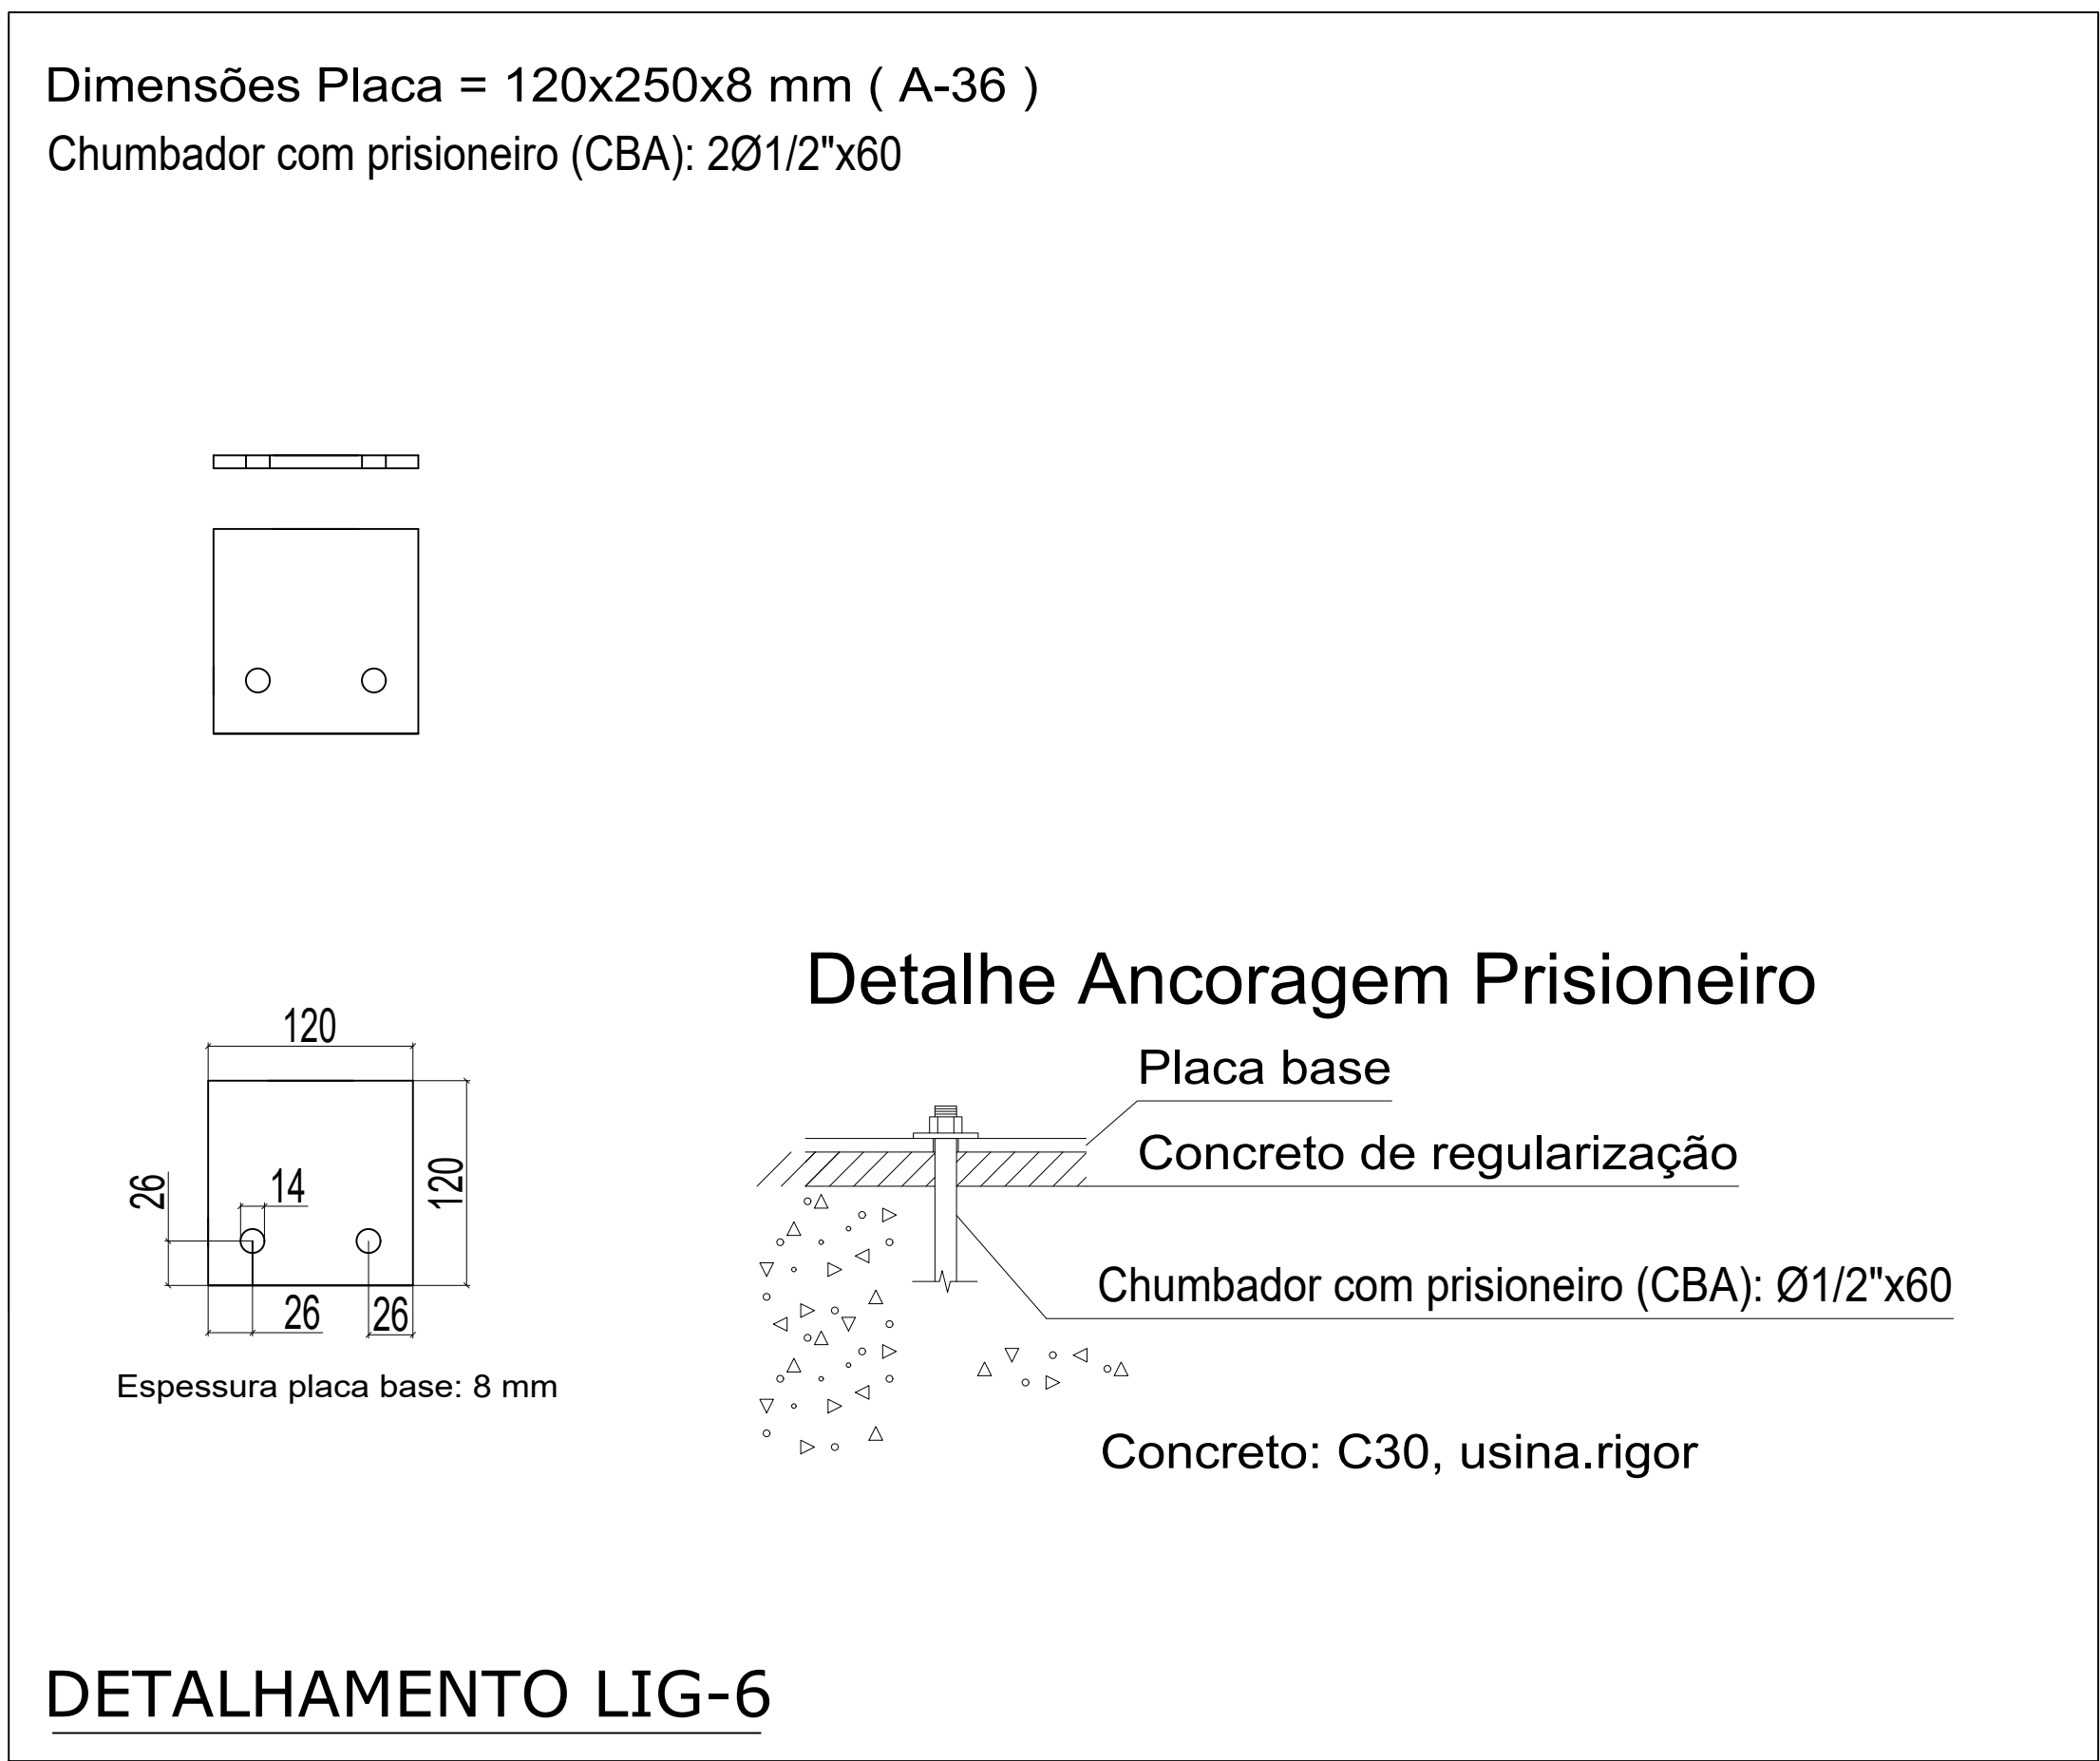 Dimensões Placa = 120x250x8 mm ( A-36 )
Chumbador com prisioneiro (CBA): 2Ø1/2"x60
Detalhe Ancoragem Prisioneiro
120
Placa base
Concreto de regularização
26
14
120
Chumbador com prisioneiro (CBA): Ø1/2"x60
26
26
Espessura placa base: 8 mm
Concreto: C30, usina.rigor
DETALHAMENTO LIG-6